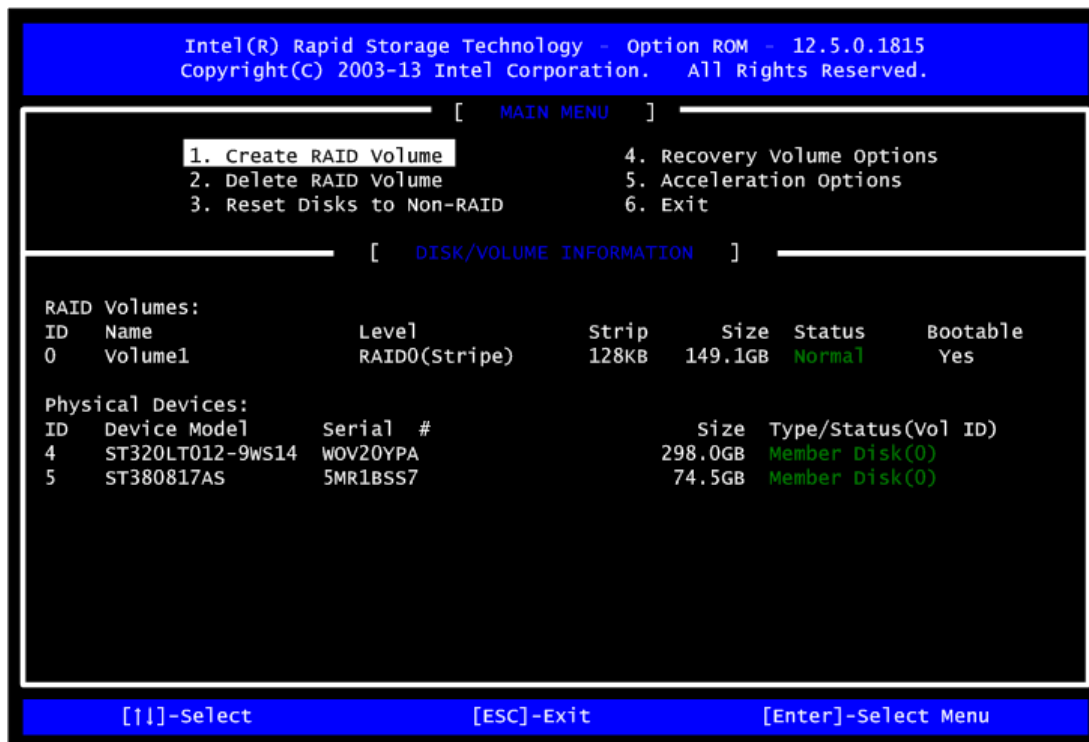 Intel(R) Rapid Storage Technology - Option ROM - 12.5.0.1815
Copyright(C) 2003-13 Intel Corporation. All Rights Reserved.
[ MAIN MENU ]
1. Create RAID Volume 4. Recovery Volume Options
2. Delete RAID Volume 5. Acceleration Options
3. Reset Disks to Non-RAID 6. Exit
[ DISK/VOLUME INFORMATION ]
RAID Volumes:
ID Name Level Strip Size Status Bootable
0 Volume1 RAID0(Stripe) 128KB 149.1GB Normal Yes
Physical Devices:
ID Device Model Serial # Size Type/Status(Vol ID)
4 ST320LT012-9WS14 WOV20YPA 298.0GB Member Disk(0)
5 ST380817AS 5MR1BSS7 74.5GB Member Disk(0)
[↑↓]-Select [ESC]-Exit [Enter]-Select Menu